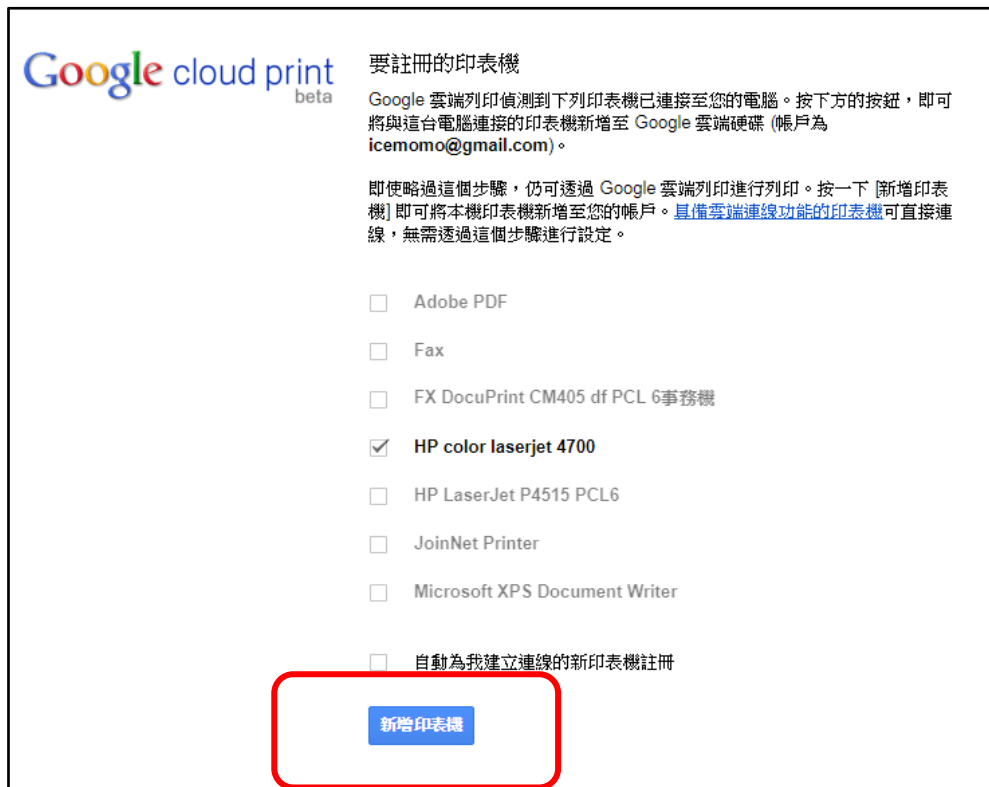 Google cloud print
beta
要註冊的印表機
Google 雲端列印偵測到下列印表機已連接至您的電腦。按下方的按鈕，即可
將與這台電腦連接的印表機新增至 Google 雲端硬碟 (帳戶為
icemomo@gmail.com)。
即使略過這個步驟，仍可透過 Google 雲端列印進行列印。按一下 [新增印表
機] 即可將本機印表機新增至您的帳戶。具備雲端連線功能的印表機可直接連
線，無需透過這個步驟進行設定。
Adobe PDF
Fax
FX DocuPrint CM405 df PCL 6事務機
HP color laserjet 4700
HP LaserJet P4515 PCL6
JoinNet Printer
Microsoft XPS Document Writer
自動為我建立連線的新印表機註冊
新增印表機